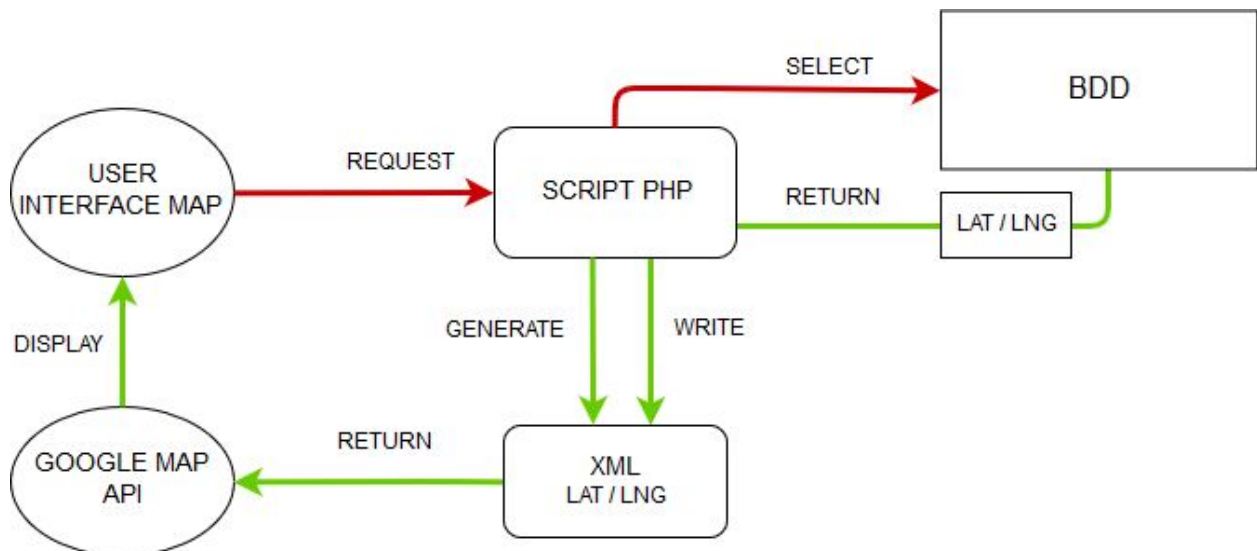 SELECT
BDD
USER
INTERFACE MAP
REQUEST
SCRIPT PHP
RETURN
LAT / LNG
GENERATE
WRITE
DISPLAY
RETURN
GOOGLE MAP
API
XML
LAT / LNG